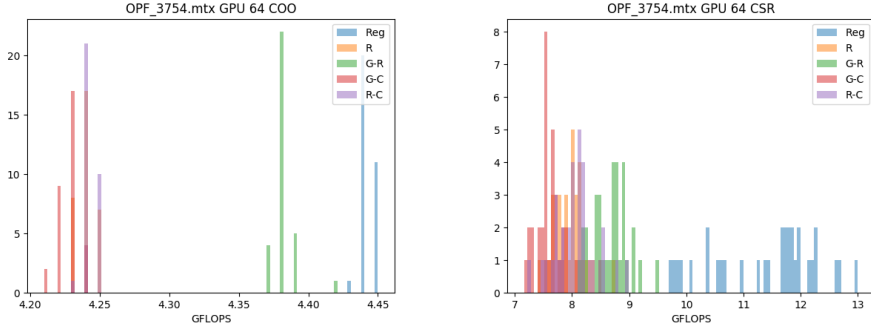 OPF_3754.mtx GPU 64 COO
Reg
R
G-R
G-C
R-C
20
15
10
5
0
4.20 4.25 4.30 4.35 4.40 4.45
GFLOPS
OPF_3754.mtx GPU 64 CSR
Reg
R
G-R
G-C
R-C
8
7
6
5
4
3
2
1
0
7 8 9 10 11 12 13
GFLOPS